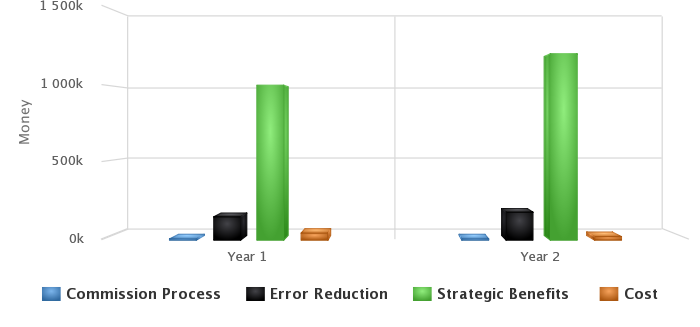 1 500k
1 000k
500k
0k
Money
Year 1
Year 2
Commission Process
Error Reduction
Strategic Benefits
Cost